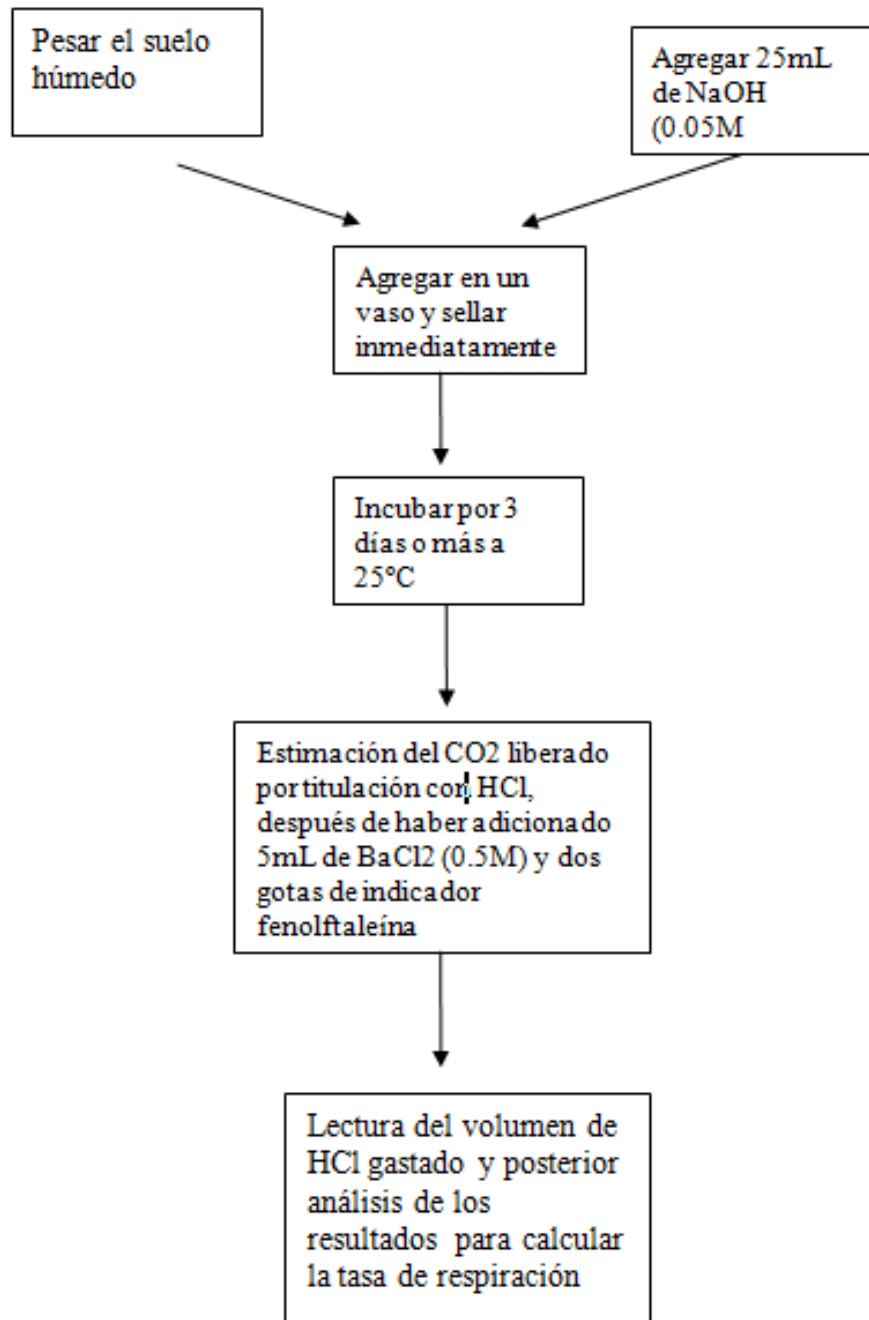 Pesar el suelo
húmedo
Agregar 25mL
de NaOH
(0.05M
Agregar en un
vaso y sellar
inmediatamente
Incubar por 3
días o más a
25°C
Estimación del CO2 liberado
por titulación con HCl,
después de haber adicionado
5mL de BaCl2 (0.5M) y dos
gotas de indicador
fenolftaleína
Lectura del volumen de
HCl gastado y posterior
análisis de los
resultados para calcular
la tasa de respiración